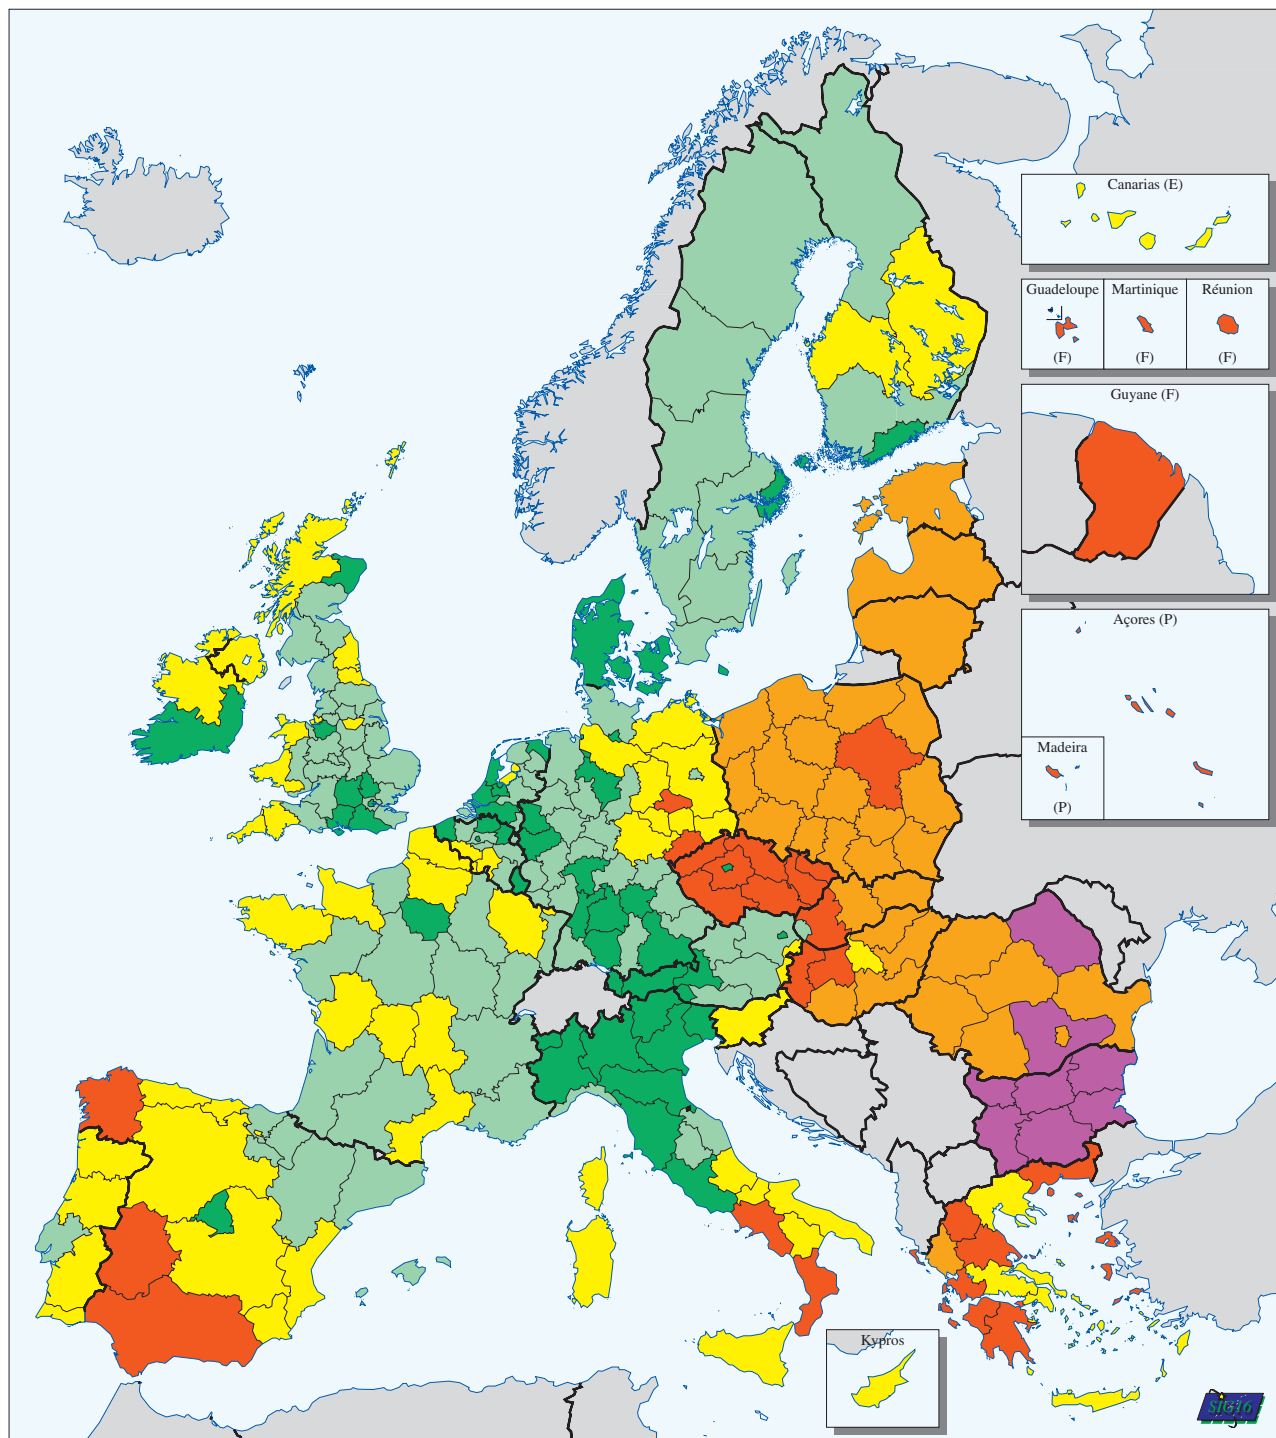 Canarias (E)
Guadeloupe
Martinique
Réunion
(F)
(F)
(F)
Guyane (F)
Açores (P)
Madeira
(P)
Kypros
SIG16